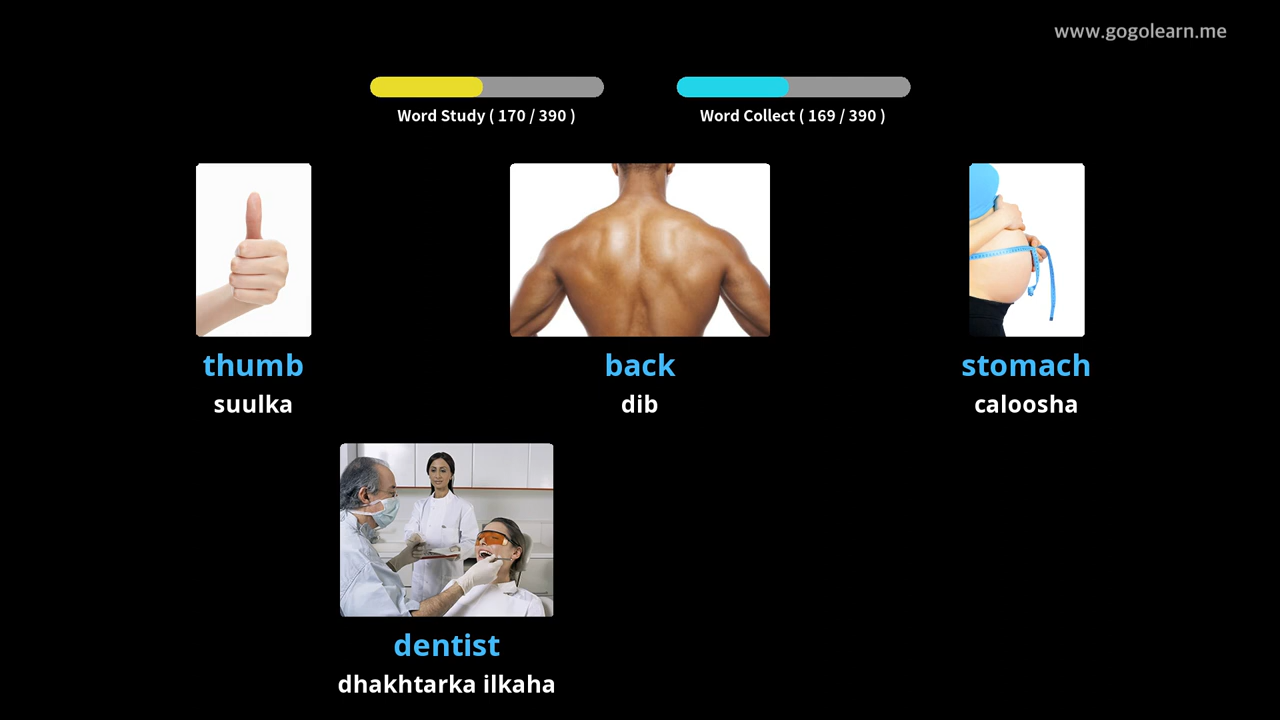 www.gogolearn.me
Word Study ( 170 / 390 )
Word Collect ( 169 / 390 )
thumb
suulka
back
dib
stomach
caloosha
dentist
dhakhtarka ilkaha